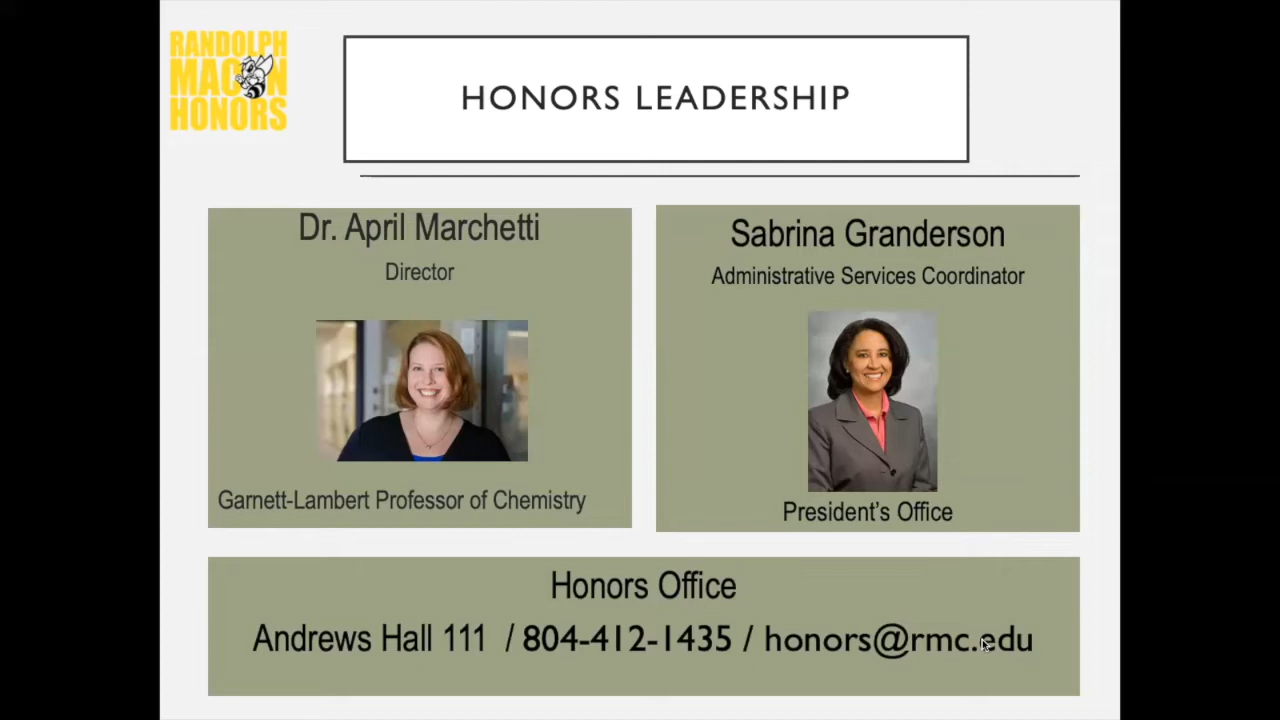 RANDOLPH
MACON
HONORS
HONORS LEADERSHIP
Dr. April Marchetti
Director
Garnett-Lambert Professor of Chemistry
Sabrina Granderson
Administrative Services Coordinator
President’s Office
Honors Office
Andrews Hall 111 / 804-412-1435 / honors@rmc.edu